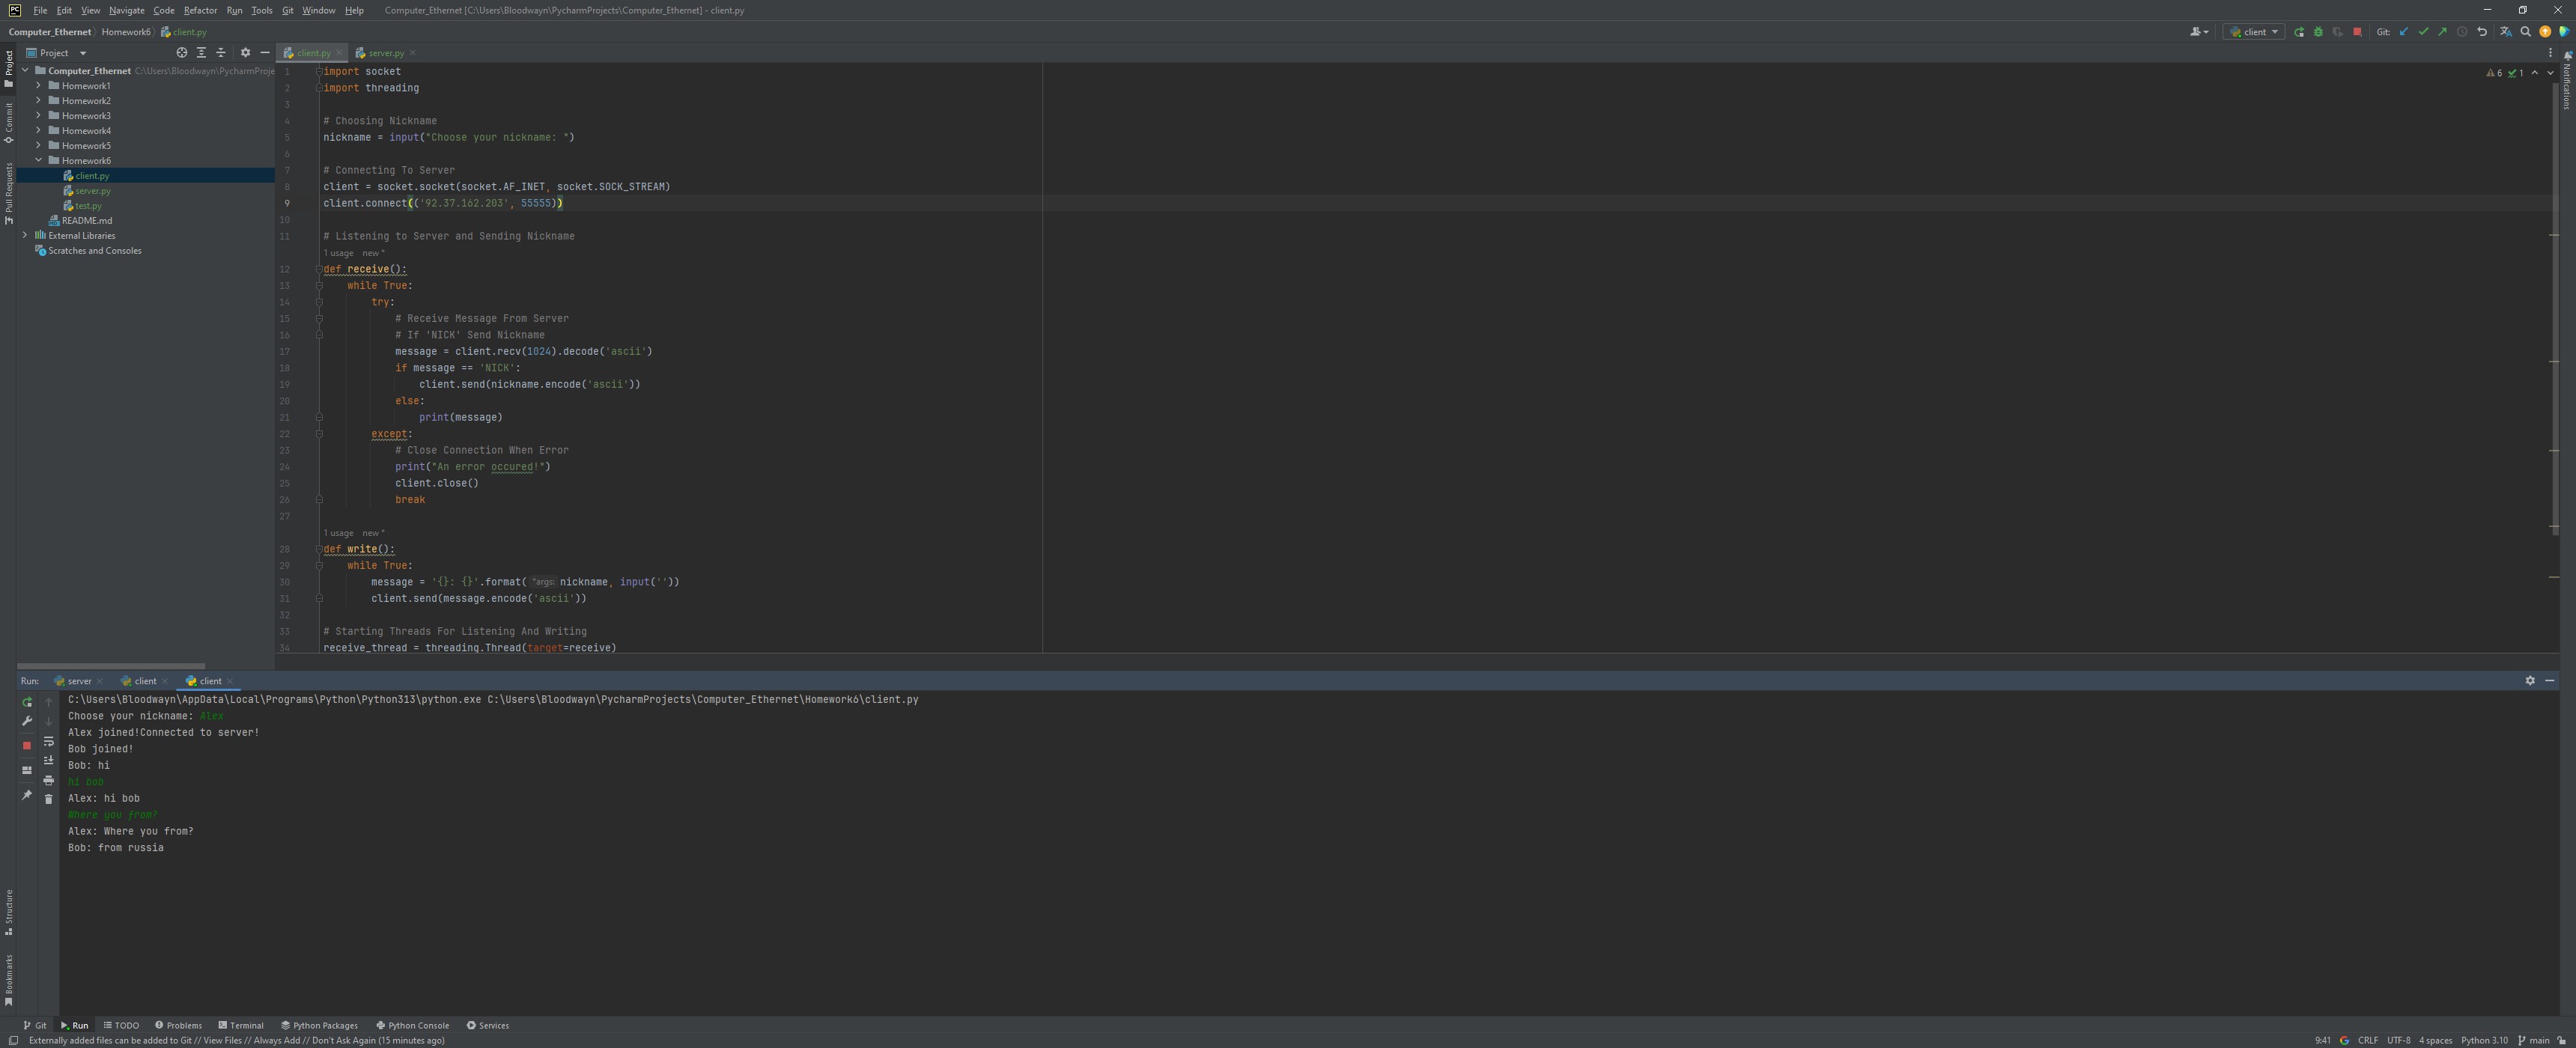 PC File Edit View Navigate Code Refactor Run Tools Git Window Help Computer_Ethernet [C:\Users\Bloodwayn\PycharmProjects\Computer_Ethernet] - client.py
Computer_Ethernet Homework6 client.py client Git:
Project client.py server.py
Computer_Ethernet C:\Users\Bloodwayn\PycharmProje
Homework1
Homework2
Homework3
Homework4
Homework5
Homework6
client.py
server.py
test.py
README.md
External Libraries
Scratches and Consoles
Project
Commit
Pull Requests
Structure
Bookmarks
Notifications
6 1
1 import socket
2 import threading
3
4 # Choosing Nickname
5 nickname = input("Choose your nickname: ")
6
7 # Connecting To Server
8 client = socket.socket(socket.AF_INET, socket.SOCK_STREAM)
9 client.connect(('92.37.162.203', 55555))
10
11 # Listening to Server and Sending Nickname
1 usage new *
12 def receive():
13 while True:
14 try:
15 # Receive Message From Server
16 # If 'NICK' Send Nickname
17 message = client.recv(1024).decode('ascii')
18 if message == 'NICK':
19 client.send(nickname.encode('ascii'))
20 else:
21 print(message)
22 except:
23 # Close Connection When Error
24 print("An error occured!")
25 client.close()
26 break
27
1 usage new *
28 def write():
29 while True:
30 message = '{}: {}'.format( *args: nickname, input(''))
31 client.send(message.encode('ascii'))
32
33 # Starting Threads For Listening And Writing
34 receive_thread = threading.Thread(target=receive)
Run: server client client
C:\Users\Bloodwayn\AppData\Local\Programs\Python\Python313\python.exe C:\Users\Bloodwayn\PycharmProjects\Computer_Ethernet\Homework6\client.py
Choose your nickname: Alex
Alex joined!Connected to server!
Bob joined!
Bob: hi
hi bob
Alex: hi bob
Where you from?
Alex: Where you from?
Bob: from russia
Git Run TODO Problems Terminal Python Packages Python Console Services
Externally added files can be added to Git // View Files // Always Add // Don't Ask Again (15 minutes ago) 9:41 CRLF UTF-8 4 spaces Python 3.10 main